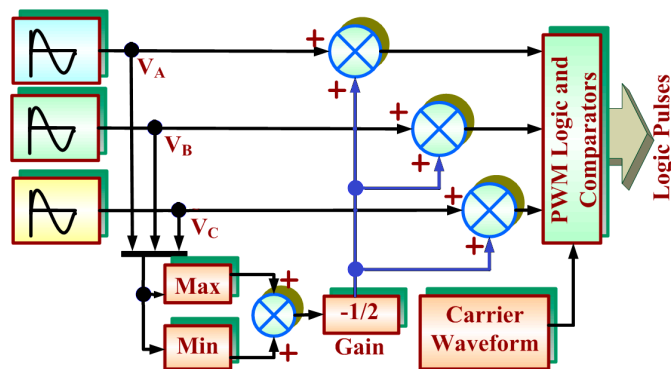 +
V_A
+
+
V_B
+
+
V_C
+
PWM Logic and
Comparators
Logic Pulses
Max
+
Min
+
-1/2
Gain
Carrier
Waveform